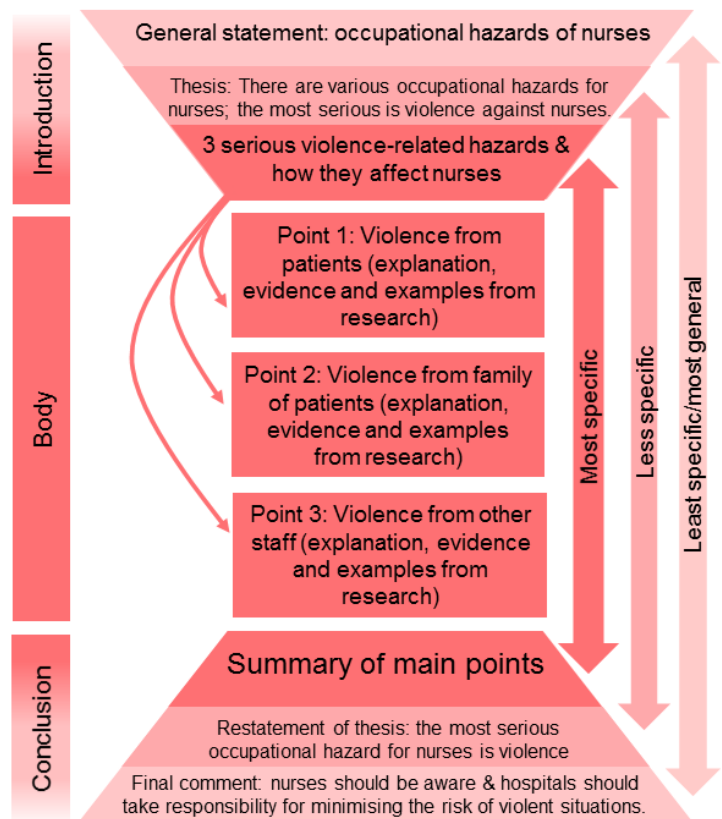 Introduction
General statement: occupational hazards of nurses
Thesis: There are various occupational hazards for
nurses; the most serious is violence against nurses.
3 serious violence-related hazards &
how they affect nurses
Body
Point 1: Violence from
patients (explanation,
evidence and examples from
research)
Point 2: Violence from family
of patients (explanation,
evidence and examples
from research)
Point 3: Violence from other
staff (explanation, evidence
and examples from
research)
Most specific
Less specific
Least specific/most general
Conclusion
Summary of main points
Restatement of thesis: the most serious
occupational hazard for nurses is violence
Final comment: nurses should be aware & hospitals should
take responsibility for minimising the risk of violent situations.